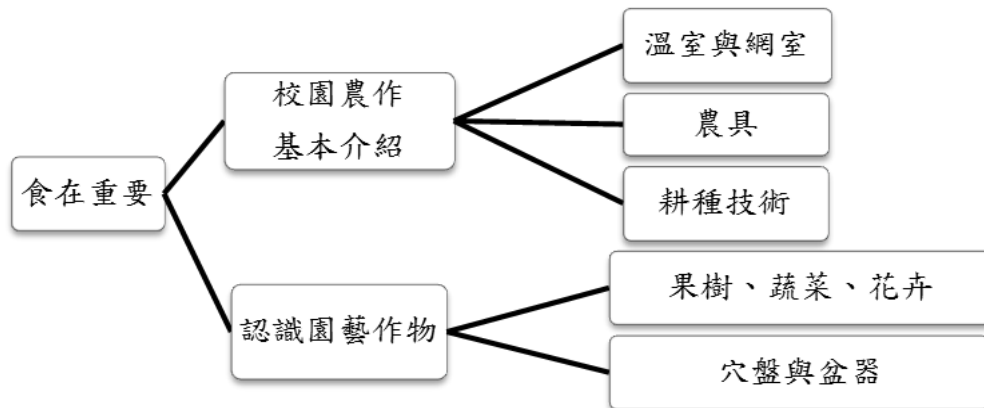 食在重要
校園農作
基本介紹
溫室與網室
農具
耕種技術
認識園藝作物
果樹、蔬菜、花卉
穴盤與盆器